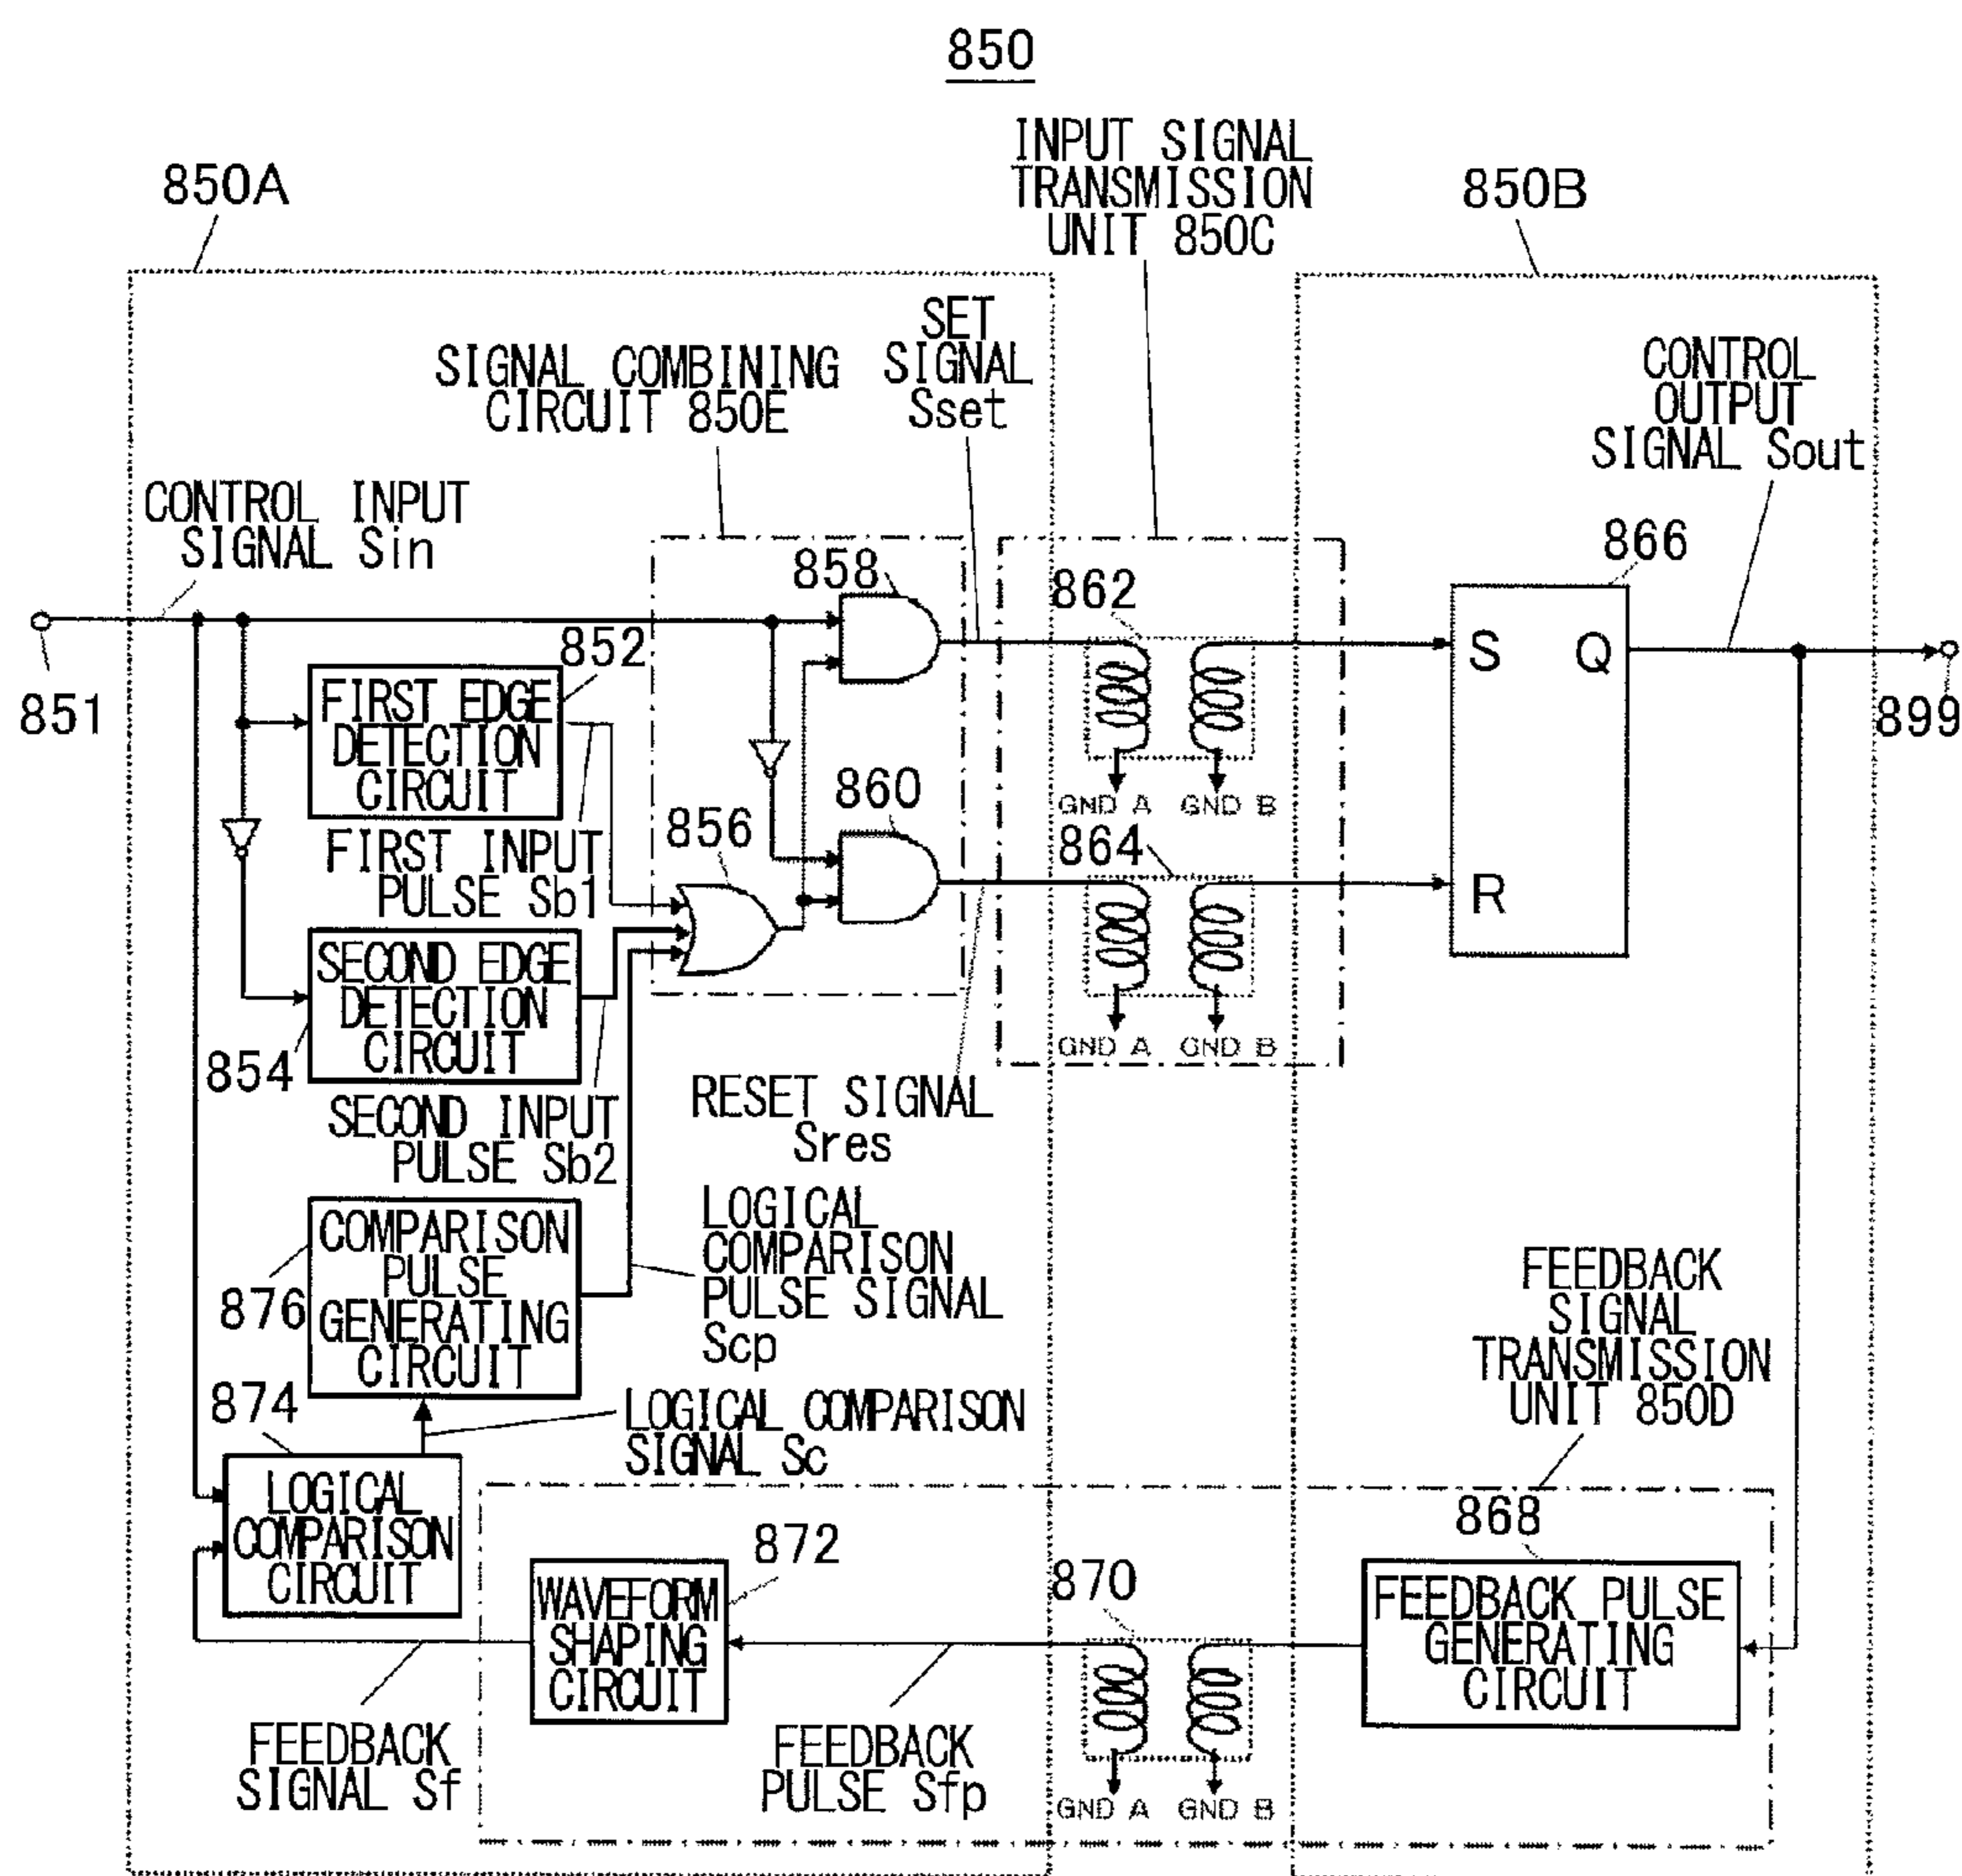 850
850A
INPUT SIGNAL
TRANSMISSION
UNIT 850C
850B
SIGNAL COMBINING
CIRCUIT 850E
SET
SIGNAL
Sset
CONTROL
OUTPUT
SIGNAL Sout
CONTROL INPUT
SIGNAL Sin
858
862
866
851
852
FIRST EDGE
DETECTION
CIRCUIT
S
Q
899
GND A
GND B
FIRST INPUT
PULSE Sb1
856
860
864
R
854
SECOND EDGE
DETECTION
CIRCUIT
GND A
GND B
SECOND INPUT
PULSE Sb2
RESET SIGNAL
Sres
876
COMPARISON
PULSE
GENERATING
CIRCUIT
LOGICAL
COMPARISON
PULSE SIGNAL
Scp
FEEDBACK
SIGNAL
TRANSMISSION
UNIT 850D
874
LOGICAL COMPARISON
SIGNAL Sc
LOGICAL
COMPARISON
CIRCUIT
872
WAVEFORM
SHAPING
CIRCUIT
870
868
FEEDBACK PULSE
GENERATING
CIRCUIT
FEEDBACK
SIGNAL Sf
FEEDBACK
PULSE Sfp
GND A
GND B